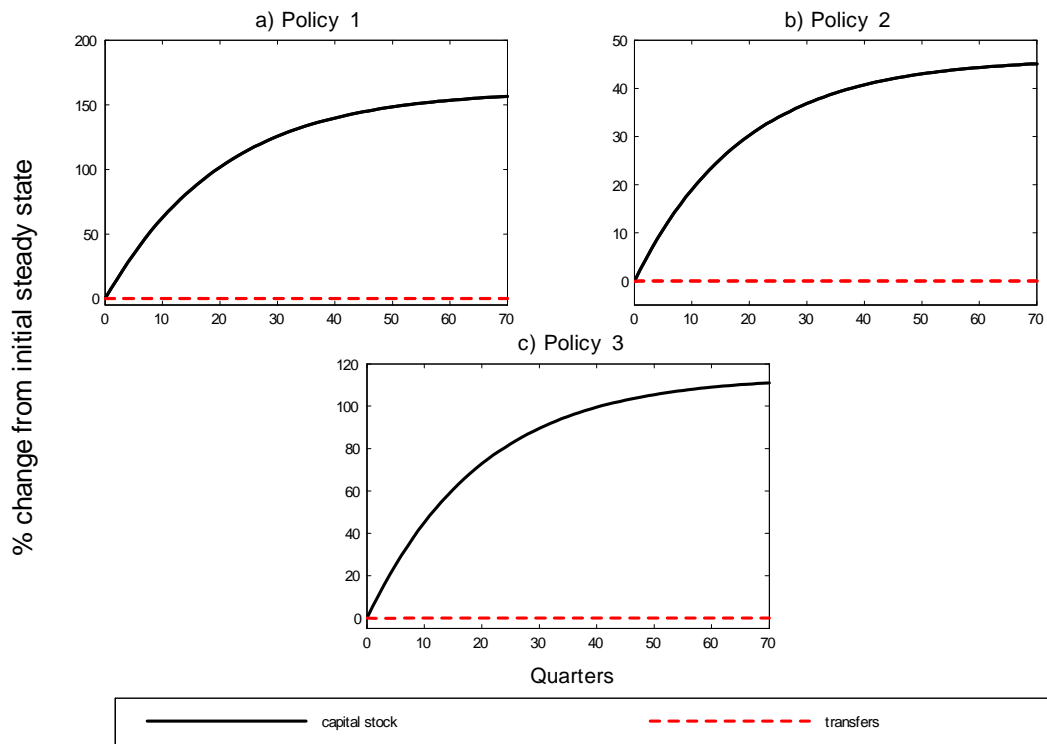 a) Policy 1
200
150
100
50
0
0 10 20 30 40 50 60 70
b) Policy 2
50
40
30
20
10
0
0 10 20 30 40 50 60 70
% change from initial steady state
c) Policy 3
120
100
80
60
40
20
0
0 10 20 30 40 50 60 70
Quarters
capital stock
transfers